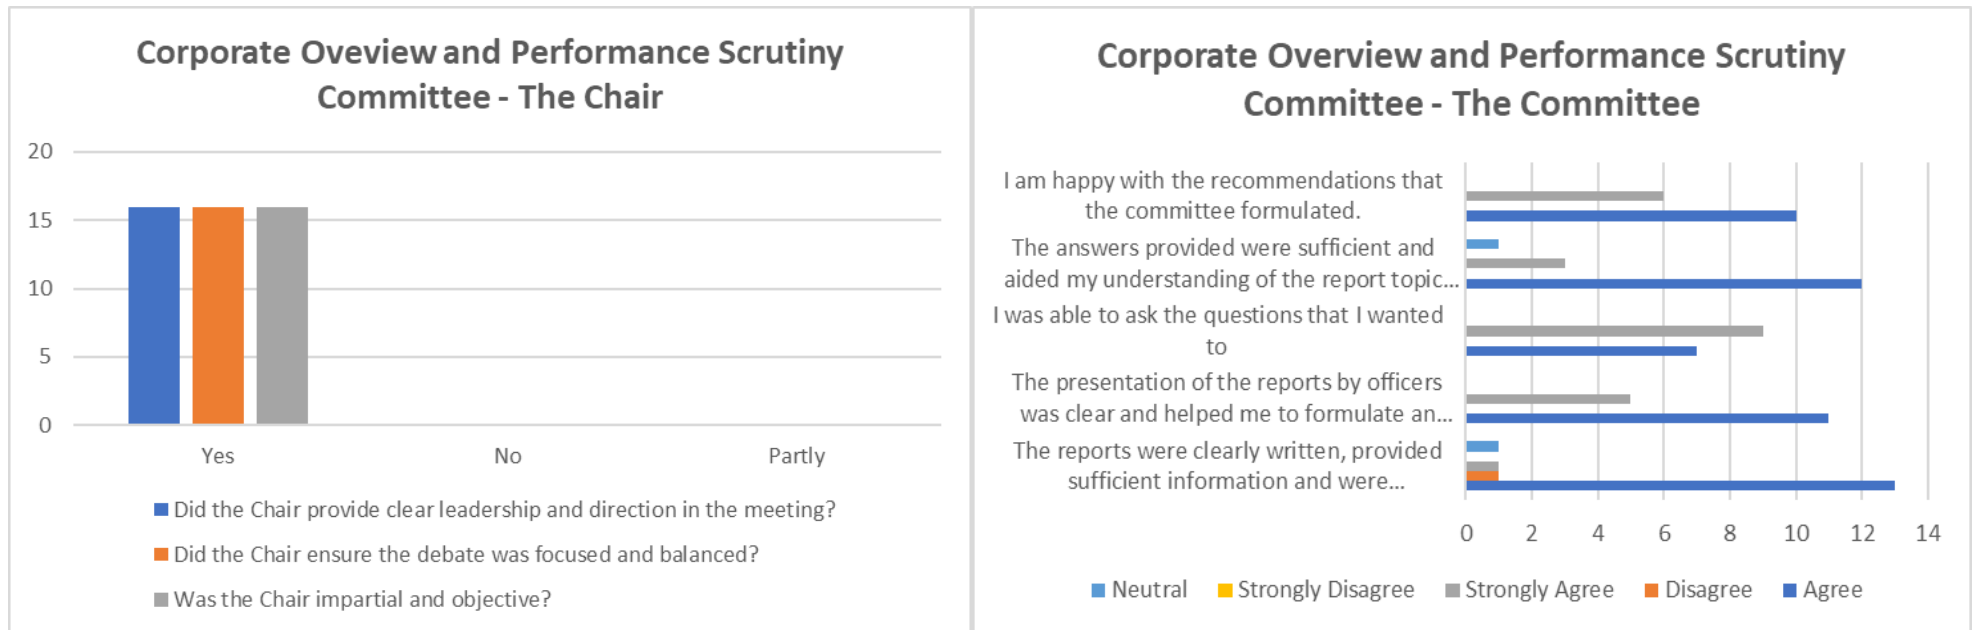 Corporate Oveview and Performance Scrutiny
Committee - The Chair
20
15
10
5
0
Yes
No
Partly
Did the Chair provide clear leadership and direction in the meeting?
Did the Chair ensure the debate was focused and balanced?
Was the Chair impartial and objective?
Corporate Overview and Performance Scrutiny
Committee - The Committee
I am happy with the recommendations that
the committee formulated.
The answers provided were sufficient and
aided my understanding of the report topic...
I was able to ask the questions that I wanted
to
The presentation of the reports by officers
was clear and helped me to formulate an...
The reports were clearly written, provided
sufficient information and were...
0 2 4 6 8 10 12 14
Neutral Strongly Disagree Strongly Agree Disagree Agree